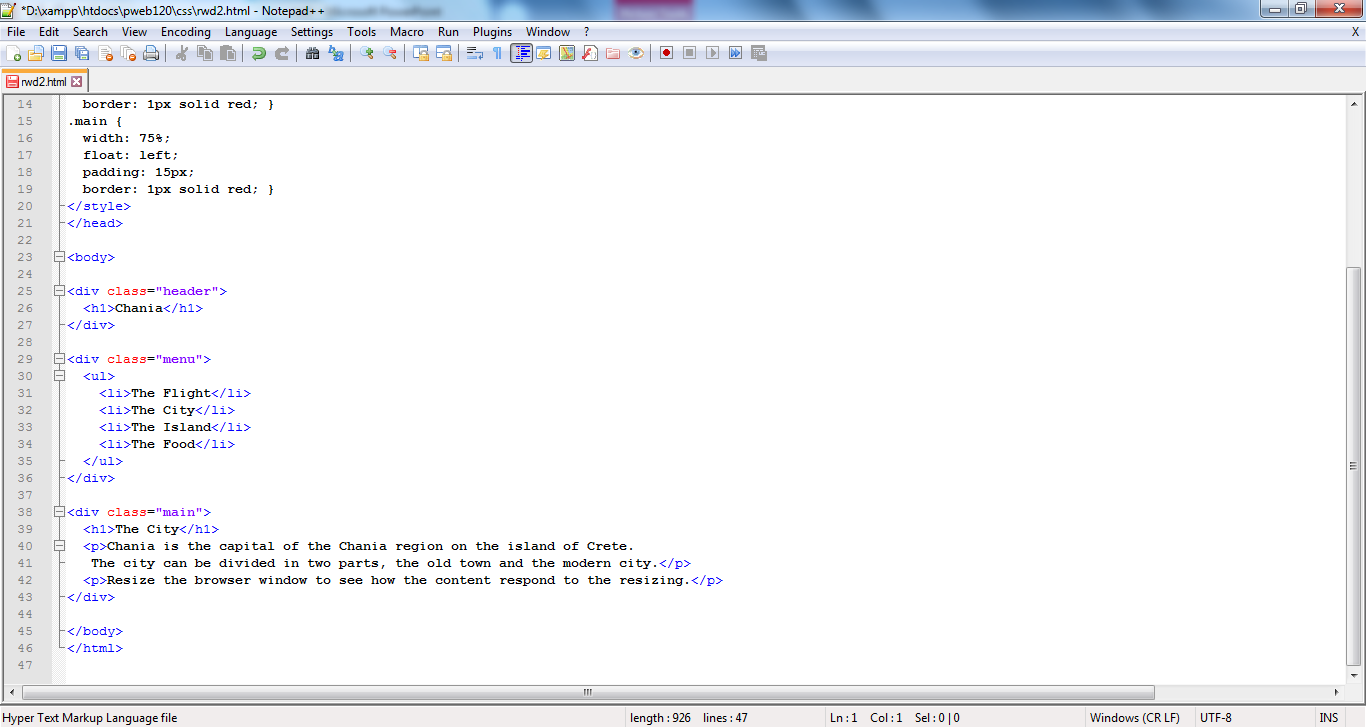 *D:\xampp\htdocs\pweb120\css\rwd2.html - Notepad++
File Edit Search View Encoding Language Settings Tools Macro Run Plugins Window ? X
rwd2.html
14 border: 1px solid red; }
15 .main {
16 width: 75%;
17 float: left;
18 padding: 15px;
19 border: 1px solid red; }
20 </style>
21 </head>
22
23 <body>
24
25 <div class="header">
26 <h1>Chania</h1>
27 </div>
28
29 <div class="menu">
30 <ul>
31 <li>The Flight</li>
32 <li>The City</li>
33 <li>The Island</li>
34 <li>The Food</li>
35 </ul>
36 </div>
37
38 <div class="main">
39 <h1>The City</h1>
40 <p>Chania is the capital of the Chania region on the island of Crete.
41 The city can be divided in two parts, the old town and the modern city.</p>
42 <p>Resize the browser window to see how the content respond to the resizing.</p>
43 </div>
44
45 </body>
46 </html>
47
Hyper Text Markup Language file length : 926 lines : 47 Ln : 1 Col : 1 Sel : 0 | 0 Windows (CR LF) UTF-8 INS